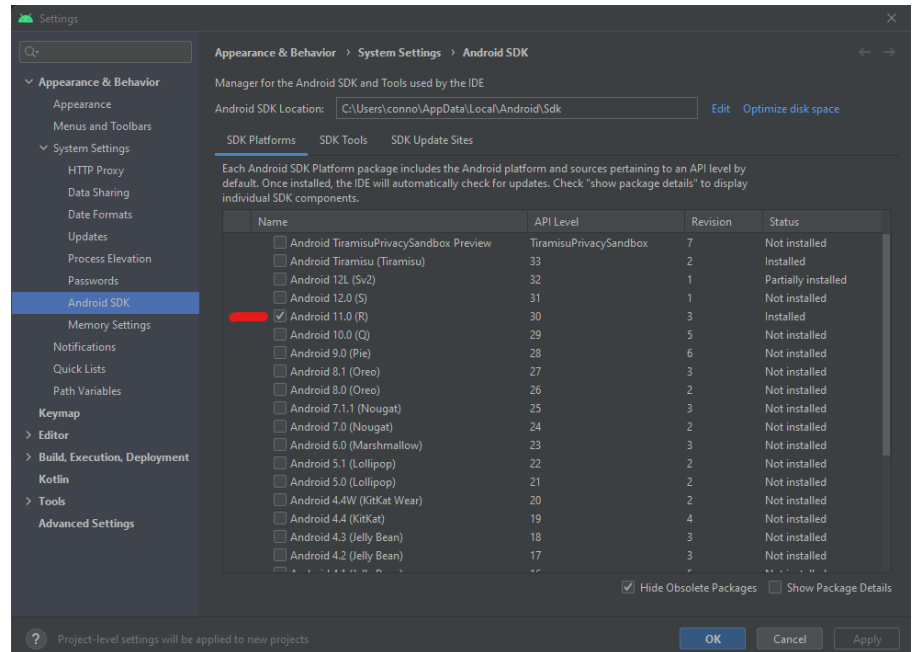 Settings
Appearance & Behavior
Appearance
Menus and Toolbars
System Settings
HTTP Proxy
Data Sharing
Date Formats
Updates
Process Elevation
Passwords
Android SDK
Memory Settings
Notifications
Quick Lists
Path Variables
Keymap
Editor
Build, Execution, Deployment
Kotlin
Tools
Advanced Settings
Appearance & Behavior › System Settings › Android SDK
Manager for the Android SDK and Tools used by the IDE
Android SDK Location: C:\Users\conno\AppData\Local\Android\Sdk Edit Optimize disk space
SDK Platforms SDK Tools SDK Update Sites
Each Android SDK Platform package includes the Android platform and sources pertaining to an API level by
default. Once installed, the IDE will automatically check for updates. Check "show package details" to display
individual SDK components.
Name API Level Revision Status
Android TiramisuPrivacySandbox Preview TiramisuPrivacySandbox 7 Not installed
Android Tiramisu (Tiramisu) 33 2 Installed
Android 12L (Sv2) 32 1 Partially installed
Android 12.0 (S) 31 1 Not installed
Android 11.0 (R) 30 3 Installed
Android 10.0 (Q) 29 5 Not installed
Android 9.0 (Pie) 28 6 Not installed
Android 8.1 (Oreo) 27 3 Not installed
Android 8.0 (Oreo) 26 2 Not installed
Android 7.1.1 (Nougat) 25 3 Not installed
Android 7.0 (Nougat) 24 2 Not installed
Android 6.0 (Marshmallow) 23 3 Not installed
Android 5.1 (Lollipop) 22 2 Not installed
Android 5.0 (Lollipop) 21 2 Not installed
Android 4.4W (KitKat Wear) 20 2 Not installed
Android 4.4 (KitKat) 19 4 Not installed
Android 4.3 (Jelly Bean) 18 3 Not installed
Android 4.2 (Jelly Bean) 17 3 Not installed
Hide Obsolete Packages Show Package Details
? Project-level settings will be applied to new projects
OK Cancel Apply